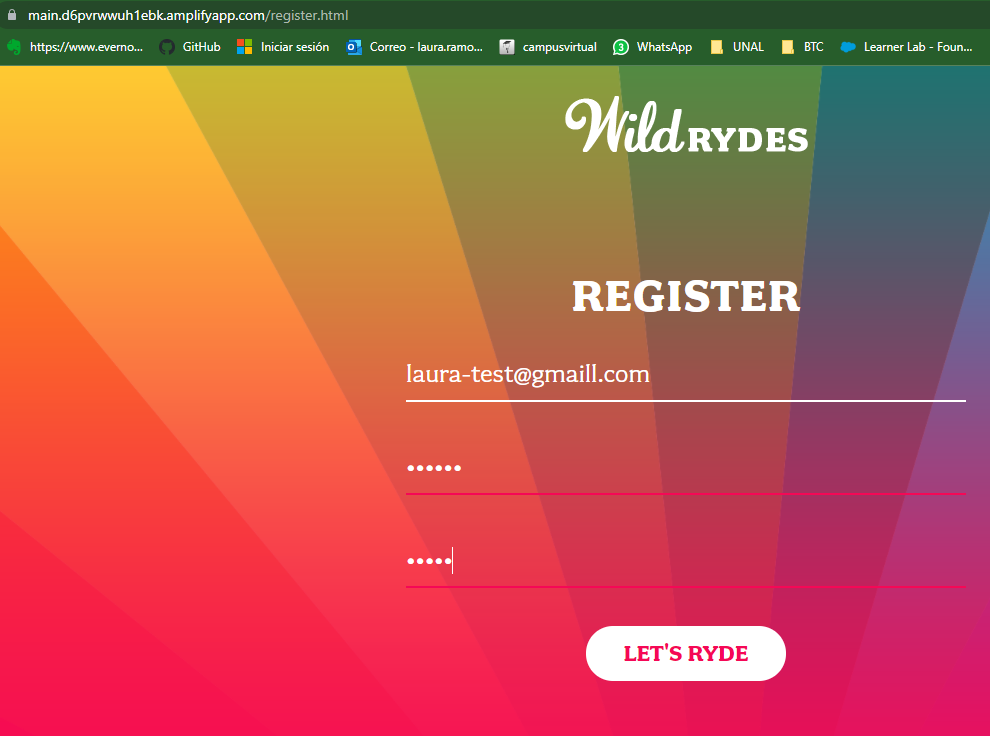 main.d6pvrwwuh1ebk.amplifyapp.com/register.html
https://www.everno... GitHub Iniciar sesión Correo - laura.ramo... campusvirtual 3 WhatsApp UNAL BTC Learner Lab - Foun...
Wild RYDES
REGISTER
laura-test@gmaill.com
••••••
•••••
LET'S RYDE